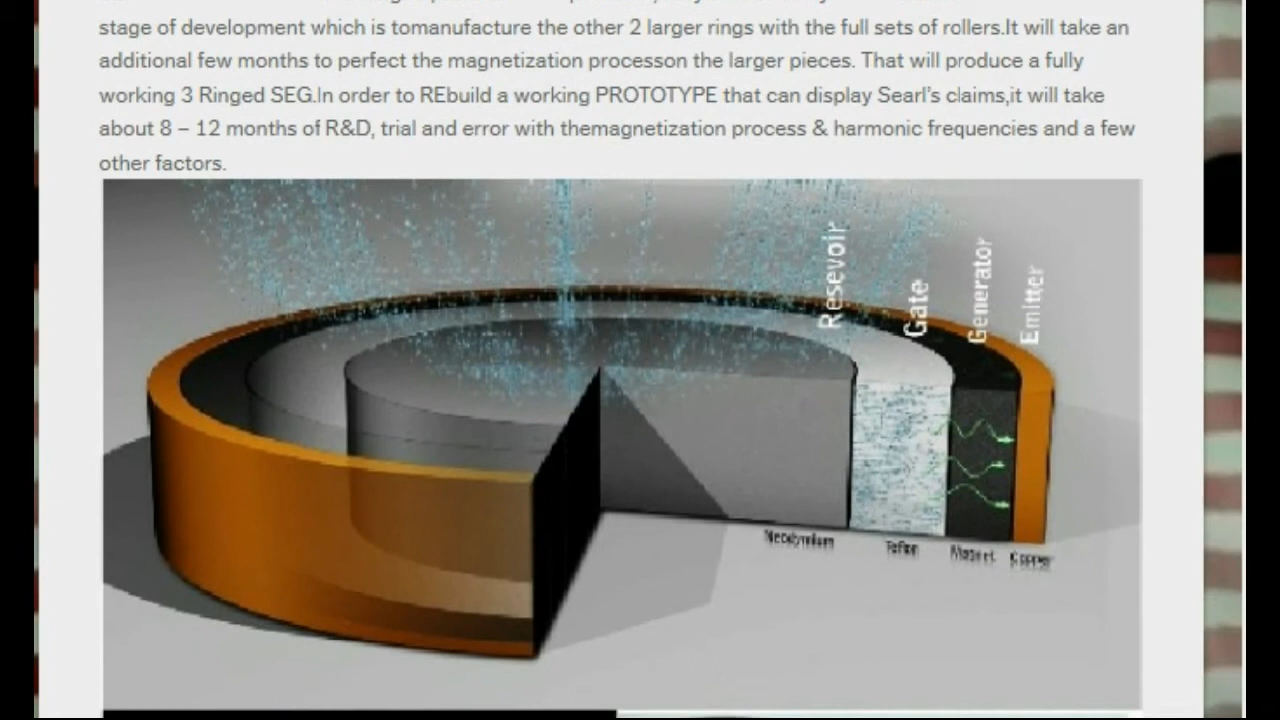 stage of development which is tomanufacture the other 2 larger rings with the full sets of rollers.It will take an
additional few months to perfect the magnetization processon the larger pieces. That will produce a fully
working 3 Ringed SEG.In order to REbuild a working PROTOTYPE that can display Searl's claims,it will take
about 8 – 12 months of R&D, trial and error with themagnetization process & harmonic frequencies and a few
other factors.
Resevoir
Gate
Generator
Emitter
Neodymium
Teflon
Magnet
Copper